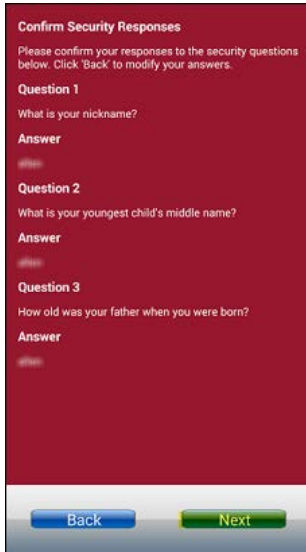 Confirm Security Responses
Please confirm your responses to the security questions
below. Click 'Back' to modify your answers.
Question 1
What is your nickname?
Answer
Question 2
What is your youngest child's middle name?
Answer
Question 3
How old was your father when you were born?
Answer
Back
Next